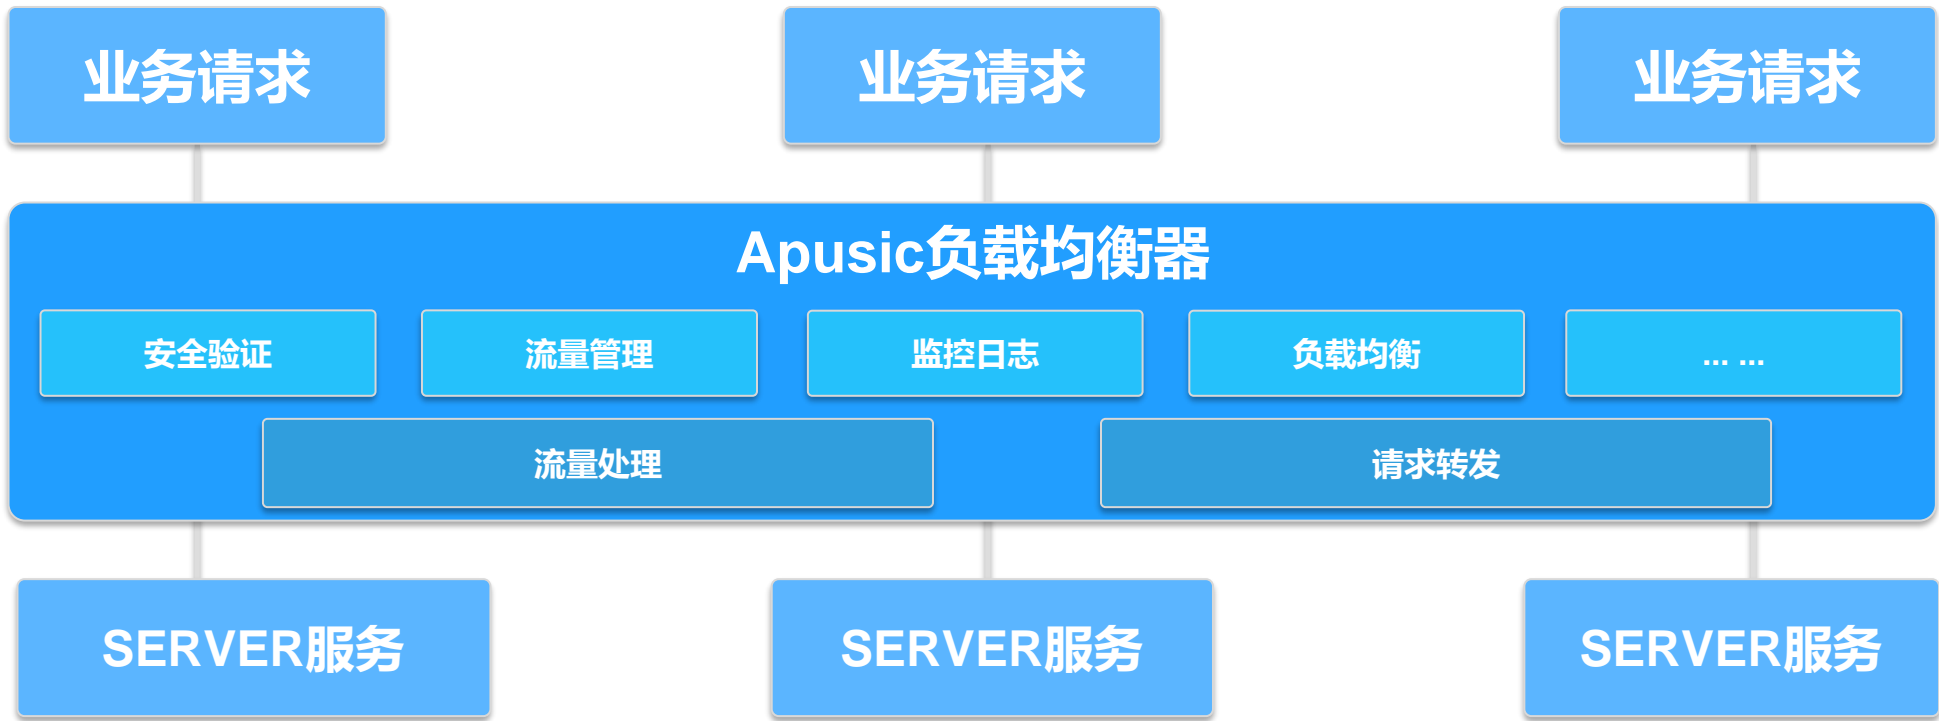 业务请求
业务请求
业务请求
Apusic负载均衡器
安全验证
流量管理
监控日志
负载均衡
... ...
流量处理
请求转发
SERVER服务
SERVER服务
SERVER服务